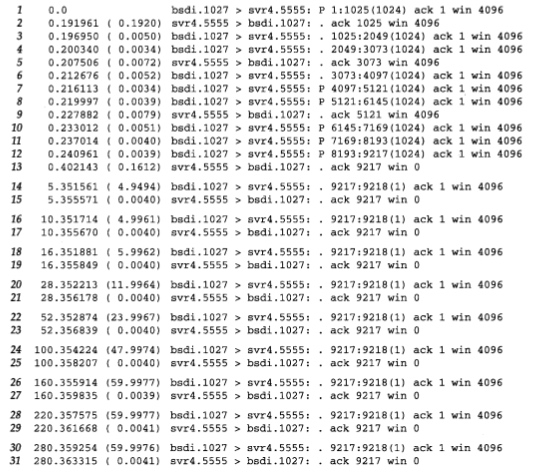 1 0.0 bsdi.1027 > svr4.5555: P 1:1025(1024) ack 1 win 4096
2 0.191961 ( 0.1920) svr4.5555 > bsdi.1027: . ack 1025 win 4096
3 0.196950 ( 0.0050) bsdi.1027 > svr4.5555: . 1025:2049(1024) ack 1 win 4096
4 0.200340 ( 0.0034) bsdi.1027 > svr4.5555: . 2049:3073(1024) ack 1 win 4096
5 0.207506 ( 0.0072) svr4.5555 > bsdi.1027: . ack 3073 win 4096
6 0.212676 ( 0.0052) bsdi.1027 > svr4.5555: . 3073:4097(1024) ack 1 win 4096
7 0.216113 ( 0.0034) bsdi.1027 > svr4.5555: P 4097:5121(1024) ack 1 win 4096
8 0.219997 ( 0.0039) bsdi.1027 > svr4.5555: P 5121:6145(1024) ack 1 win 4096
9 0.227882 ( 0.0079) svr4.5555 > bsdi.1027: . ack 5121 win 4096
10 0.233012 ( 0.0051) bsdi.1027 > svr4.5555: P 6145:7169(1024) ack 1 win 4096
11 0.237014 ( 0.0040) bsdi.1027 > svr4.5555: P 7169:8193(1024) ack 1 win 4096
12 0.240961 ( 0.0039) bsdi.1027 > svr4.5555: P 8193:9217(1024) ack 1 win 4096
13 0.402143 ( 0.1612) svr4.5555 > bsdi.1027: . ack 9217 win 0
14 5.351561 ( 4.9494) bsdi.1027 > svr4.5555: . 9217:9218(1) ack 1 win 4096
15 5.355571 ( 0.0040) svr4.5555 > bsdi.1027: . ack 9217 win 0
16 10.351714 ( 4.9961) bsdi.1027 > svr4.5555: . 9217:9218(1) ack 1 win 4096
17 10.355670 ( 0.0040) svr4.5555 > bsdi.1027: . ack 9217 win 0
18 16.351881 ( 5.9962) bsdi.1027 > svr4.5555: . 9217:9218(1) ack 1 win 4096
19 16.355849 ( 0.0040) svr4.5555 > bsdi.1027: . ack 9217 win 0
20 28.352213 (11.9964) bsdi.1027 > svr4.5555: . 9217:9218(1) ack 1 win 4096
21 28.356178 ( 0.0040) svr4.5555 > bsdi.1027: . ack 9217 win 0
22 52.352874 (23.9967) bsdi.1027 > svr4.5555: . 9217:9218(1) ack 1 win 4096
23 52.356839 ( 0.0040) svr4.5555 > bsdi.1027: . ack 9217 win 0
24 100.354224 (47.9974) bsdi.1027 > svr4.5555: . 9217:9218(1) ack 1 win 4096
25 100.358207 ( 0.0040) svr4.5555 > bsdi.1027: . ack 9217 win 0
26 160.355914 (59.9977) bsdi.1027 > svr4.5555: . 9217:9218(1) ack 1 win 4096
27 160.359835 ( 0.0039) svr4.5555 > bsdi.1027: . ack 9217 win 0
28 220.357575 (59.9977) bsdi.1027 > svr4.5555: . 9217:9218(1) ack 1 win 4096
29 220.361668 ( 0.0041) svr4.5555 > bsdi.1027: . ack 9217 win 0
30 280.359254 (59.9976) bsdi.1027 > svr4.5555: . 9217:9218(1) ack 1 win 4096
31 280.363315 ( 0.0041) svr4.5555 > bsdi.1027: . ack 9217 win 0